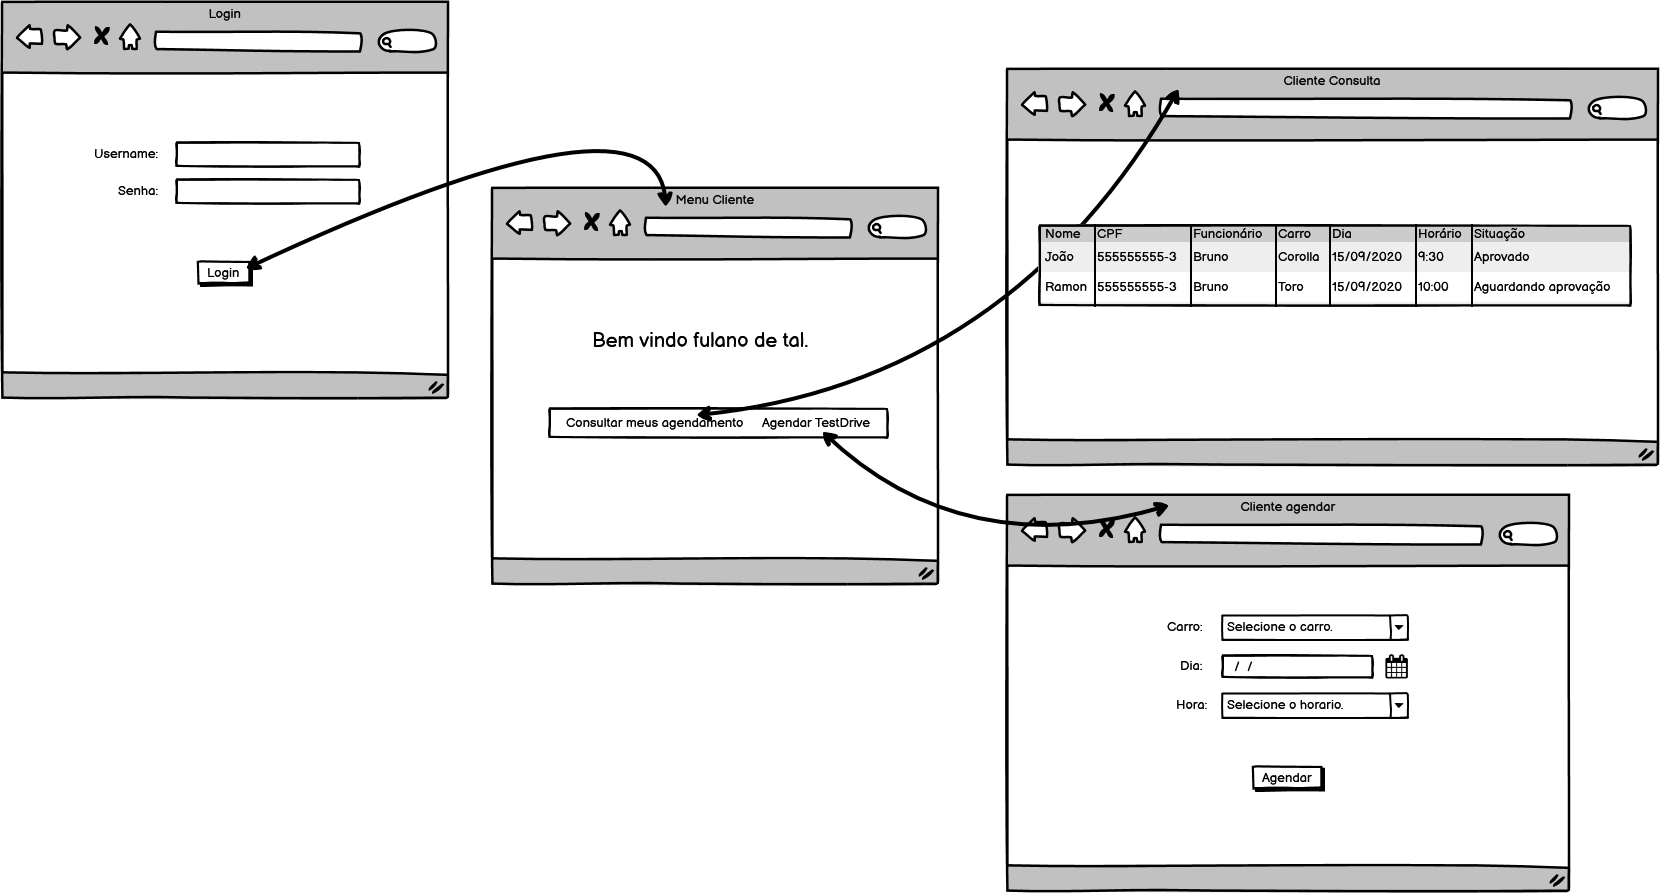 Login
Username:
Senha:
Login
Menu Cliente
Bem vindo fulano de tal.
Consultar meus agendamento Agendar TestDrive
Cliente Consulta
Nome CPF Funcionário Carro Dia Horário Situação
João 555555555-3 Bruno Corolla 15/09/2020 9:30 Aprovado
Ramon 555555555-3 Bruno Toro 15/09/2020 10:00 Aguardando aprovação
Cliente agendar
Carro: Selecione o carro.
Dia: / /
Hora: Selecione o horario.
Agendar